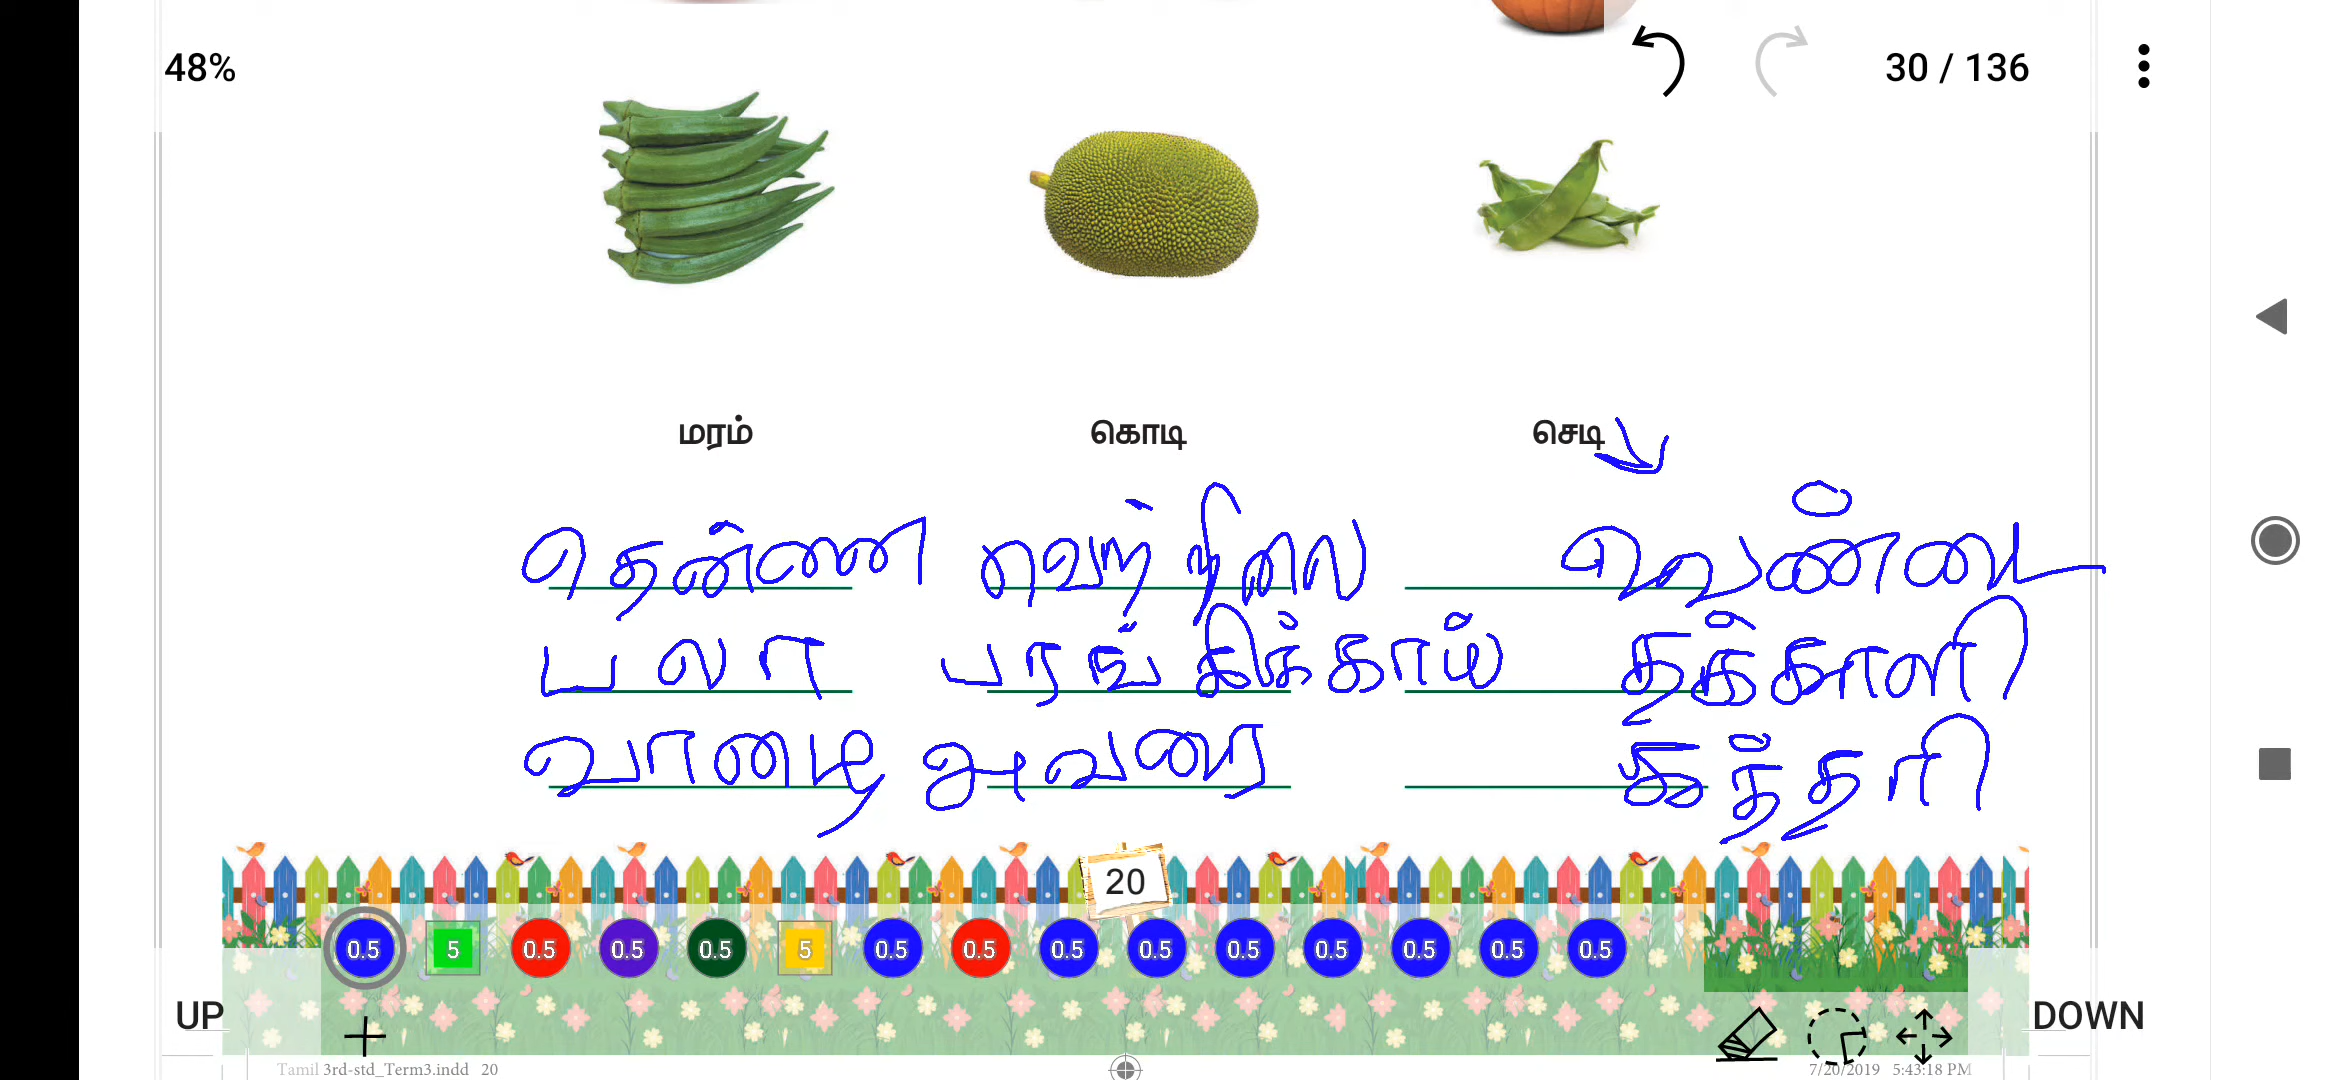 48%
30 / 136
மரம் கொடி செடி
தென்னை வெற்றிலை வெண்டை
பலா பரங்கிக்காய் தக்காளி
வாழை அவரை கத்தரி
20
0.5 5 0.5 0.5 0.5 5 0.5 0.5 0.5 0.5 0.5 0.5 0.5 0.5 0.5
UP DOWN
Tamil 3rd-std_Term3.indd 20 7/20/2019 5:43:18 PM